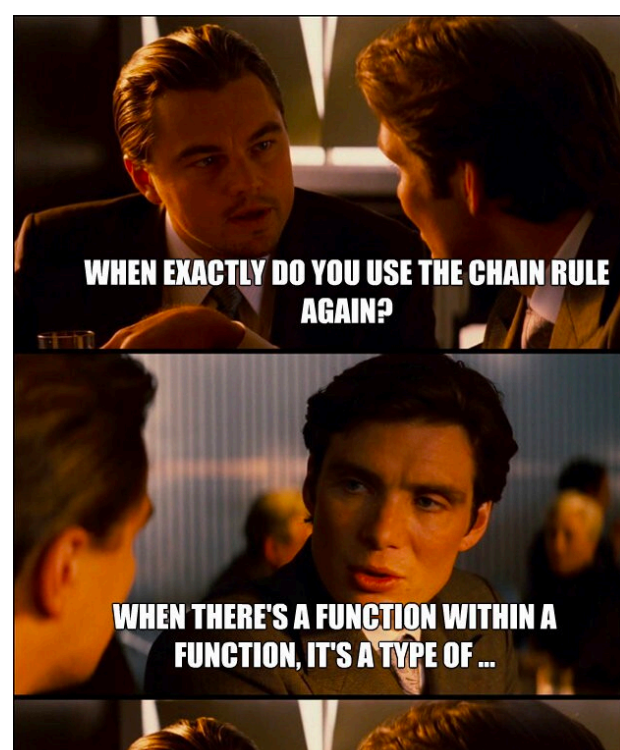 WHEN EXACTLY DO YOU USE THE CHAIN RULE
AGAIN?
WHEN THERE'S A FUNCTION WITHIN A
FUNCTION, IT'S A TYPE OF ...